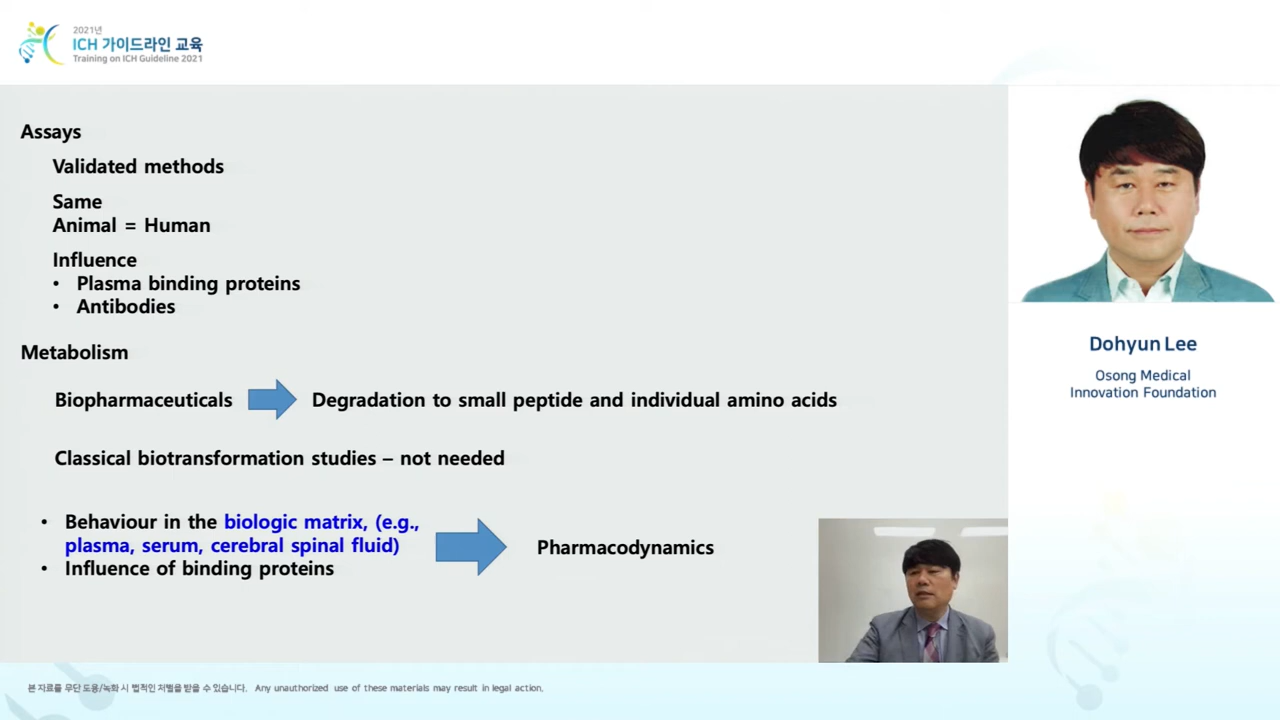 2021년
ICH 가이드라인 교육
Training on ICH Guideline 2021
Assays
Validated methods
Same
Animal = Human
Influence
• Plasma binding proteins
• Antibodies
Metabolism
Biopharmaceuticals
Degradation to small peptide and individual amino acids
Classical biotransformation studies – not needed
• Behaviour in the biologic matrix, (e.g.,
plasma, serum, cerebral spinal fluid)
• Influence of binding proteins
Pharmacodynamics
Dohyun Lee
Osong Medical
Innovation Foundation
본 자료를 무단 도용/녹화 시 법적인 처벌을 받을 수 있습니다. Any unauthorized use of these materials may result in legal action.